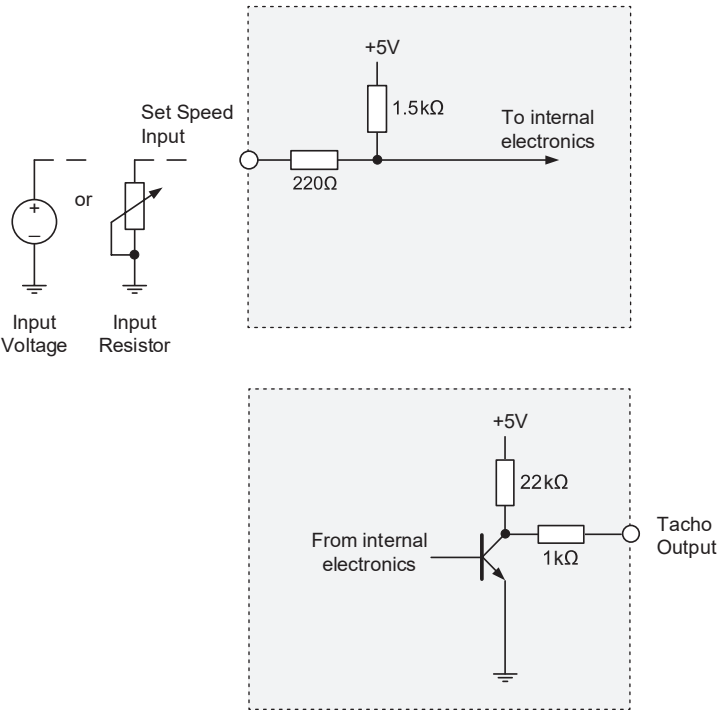 +5V
Set Speed
Input
1.5kΩ
To internal
electronics
220Ω
or
+
−
Input
Voltage
Input
Resistor
+5V
22kΩ
From internal
electronics
1kΩ
Tacho
Output